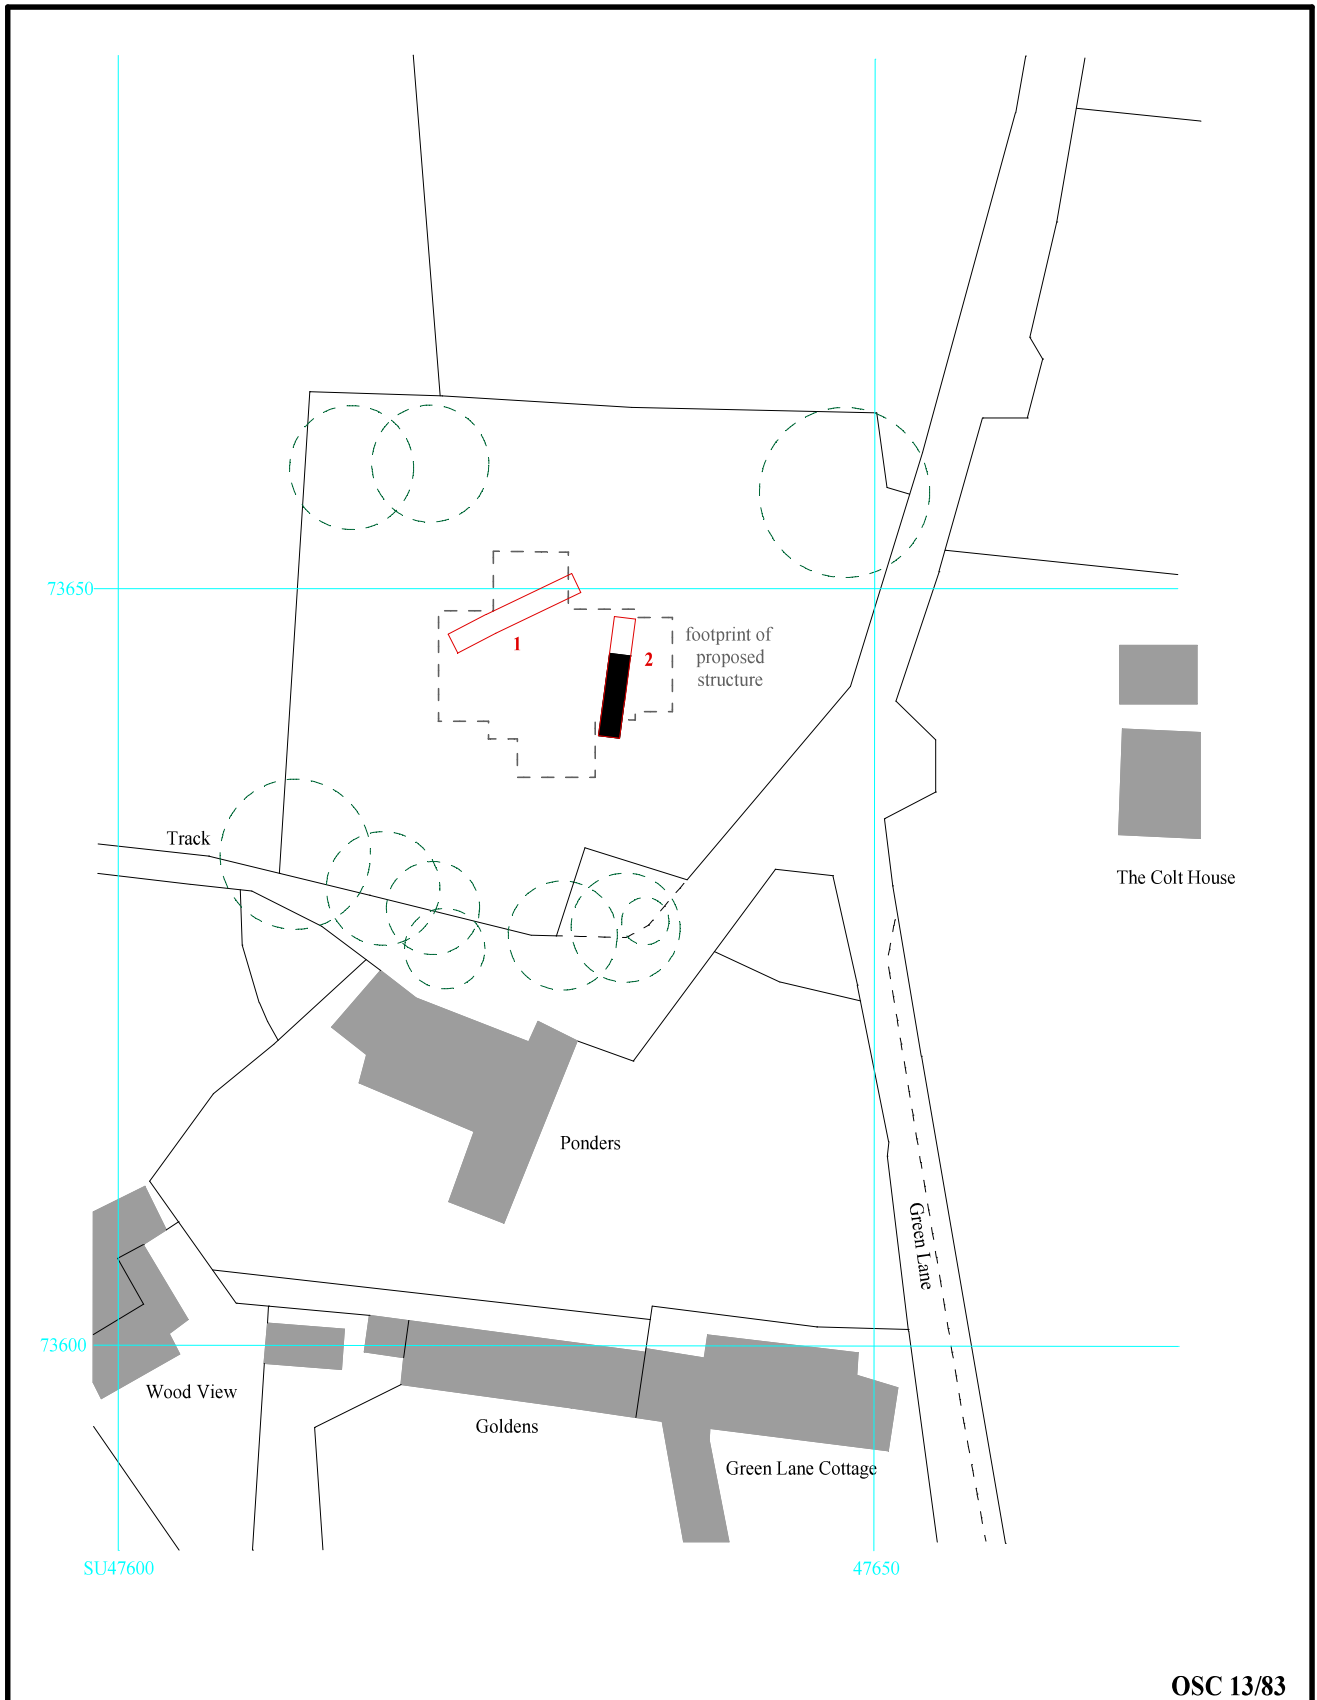 73650
1
2
footprint of
proposed
structure
Track
The Colt House
Ponders
Green Lane
73600
Wood View
Goldens
Green Lane Cottage
SU47600
47650
OSC 13/83